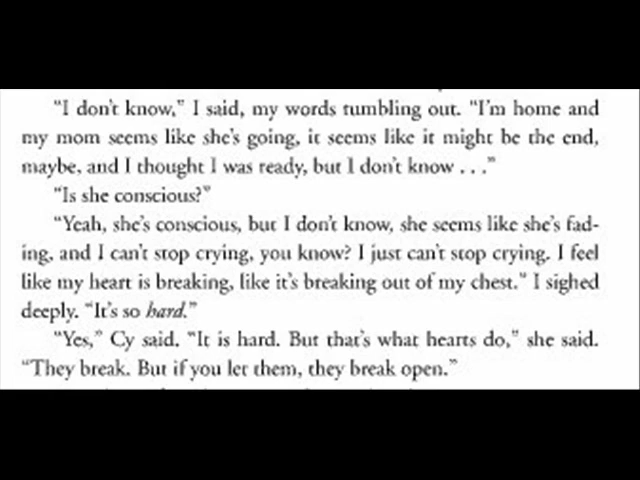 “I don’t know,” I said, my words tumbling out. “I’m home and
my mom seems like she’s going, it seems like it might be the end,
maybe, and I thought I was ready, but I don’t know . . .”
“Is she conscious?”
“Yeah, she’s conscious, but I don’t know, she seems like she’s fad-
ing, and I can’t stop crying, you know? I just can’t stop crying. I feel
like my heart is breaking, like it’s breaking out of my chest.” I sighed
deeply. “It’s so hard.”
“Yes,” Cy said. “It is hard. But that’s what hearts do,” she said.
“They break. But if you let them, they break open.”